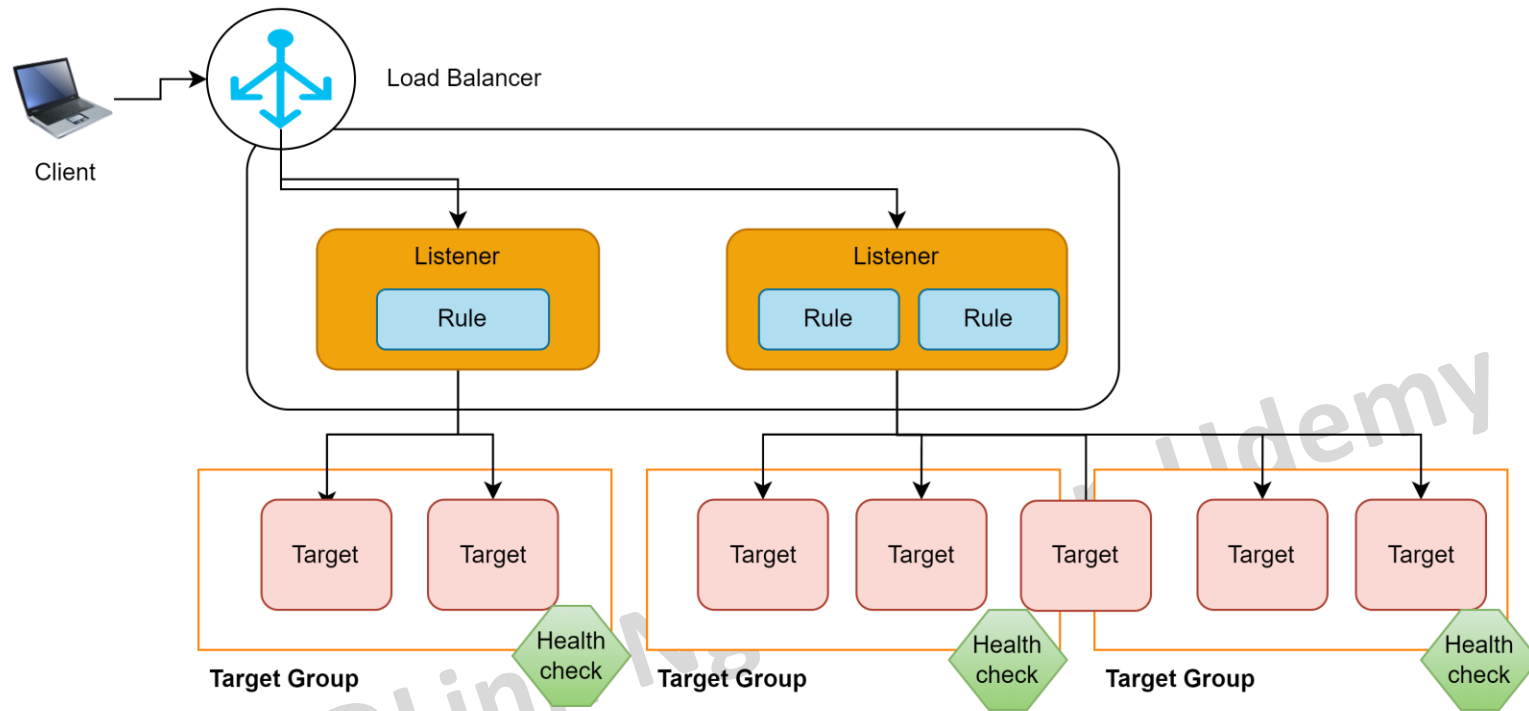 Load Balancer
Client
Listener
Listener
Rule
Rule
Rule
Udemy
Target
Target
Target
Target
Target
Target
Target
Health
check
Health
check
Health
check
Target Group
Target Group
Target Group